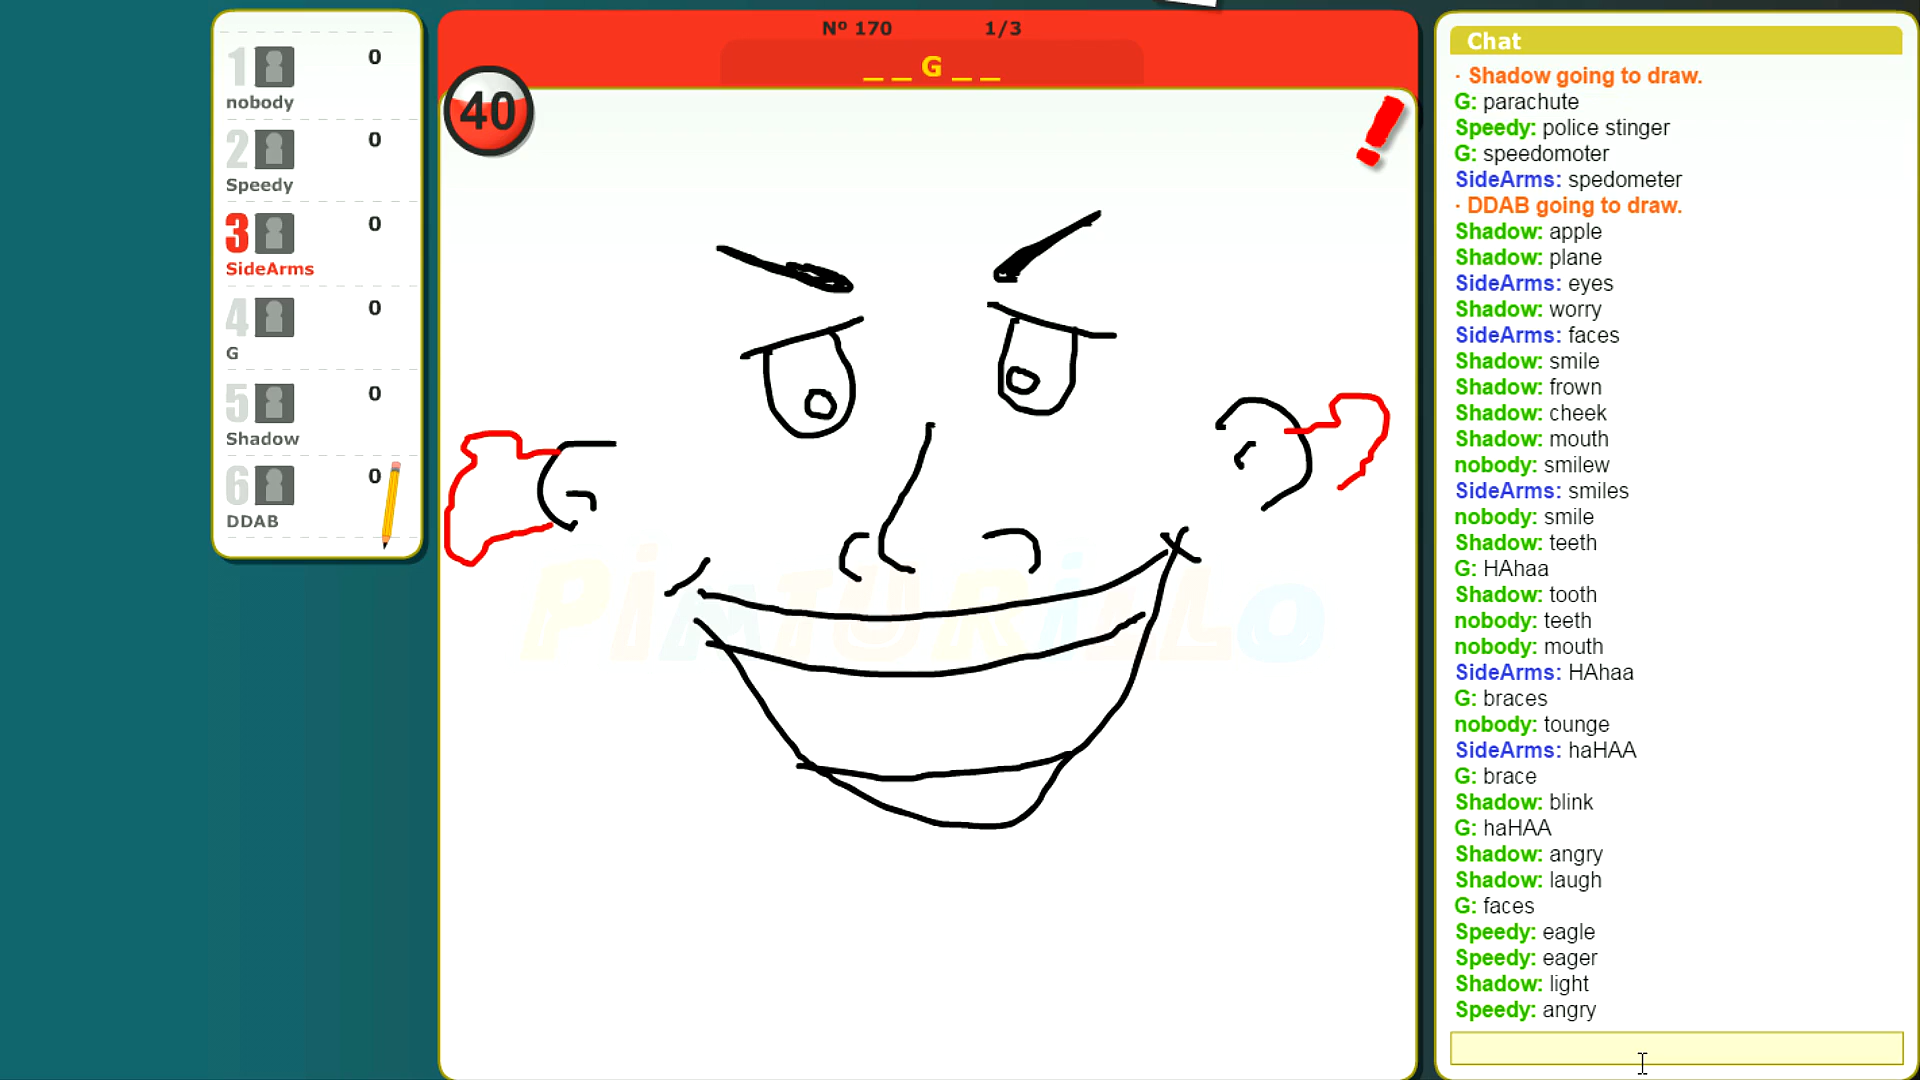 1
nobody
0
2
Speedy
0
3
SideArms
0
4
G
0
5
Shadow
0
6
DDAB
0
Nº 170 1/3
_ _ G _ _
40
PiNTURiLLO
Chat
· Shadow going to draw.
G: parachute
Speedy: police stinger
G: speedomoter
SideArms: spedometer
· DDAB going to draw.
Shadow: apple
Shadow: plane
SideArms: eyes
Shadow: worry
SideArms: faces
Shadow: smile
Shadow: frown
Shadow: cheek
Shadow: mouth
nobody: smilew
SideArms: smiles
nobody: smile
Shadow: teeth
G: HAhaa
Shadow: tooth
nobody: teeth
nobody: mouth
SideArms: HAhaa
G: braces
nobody: tounge
SideArms: haHAA
G: brace
Shadow: blink
G: haHAA
Shadow: angry
Shadow: laugh
G: faces
Speedy: eagle
Speedy: eager
Shadow: light
Speedy: angry